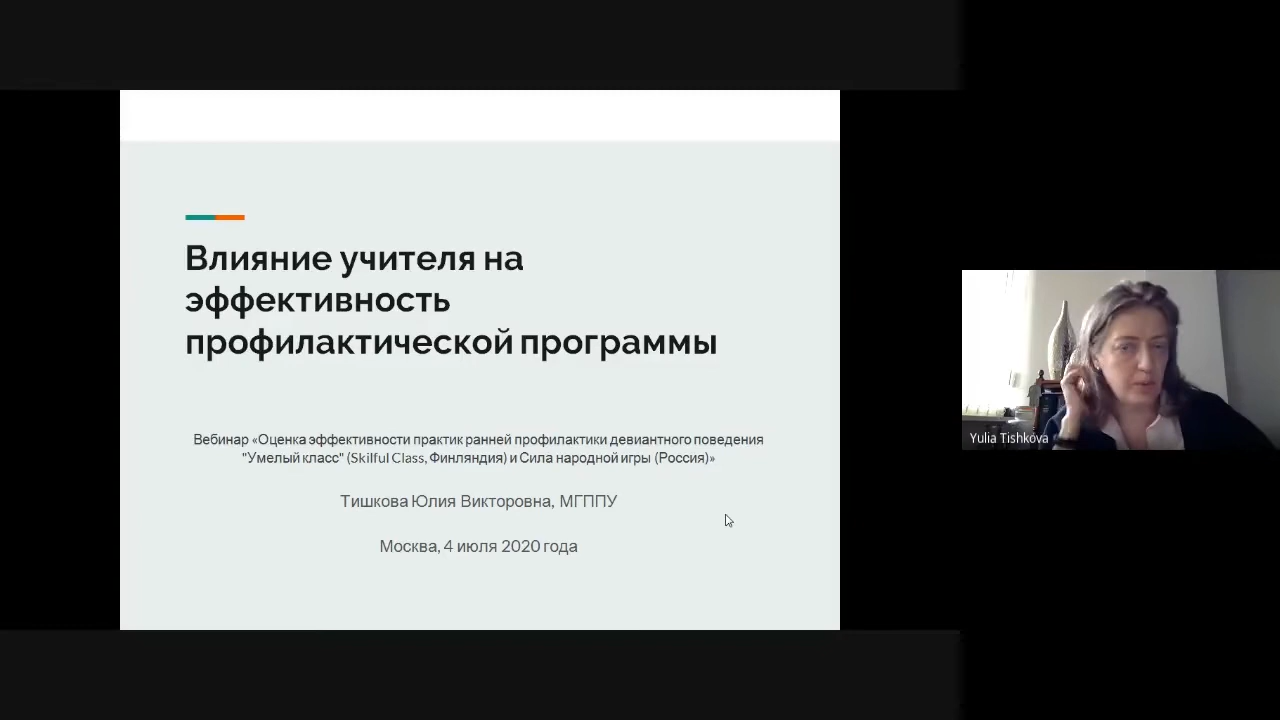 Влияние учителя на
эффективность
профилактической программы
Вебинар «Оценка эффективности практик ранней профилактики девиантного поведения
"Умелый класс" (Skilful Class, Финляндия) и Сила народной игры (Россия)»
Тишкова Юлия Викторовна, МГППУ
Москва, 4 июля 2020 года
Yulia Tishkova